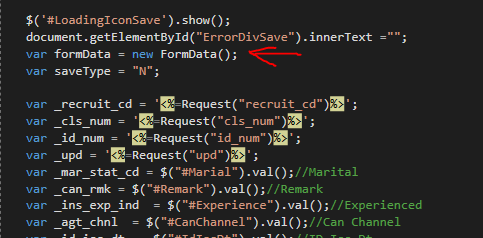 $('#LoadingIconSave').show();
document.getElementById("ErrorDivSave").innerText ="";
var formData = new FormData();
var saveType = "N";
var _recruit_cd = '<%=Request("recruit_cd")%>';
var _cls_num = '<%=Request("cls_num")%>';
var _id_num = '<%=Request("id_num")%>';
var _upd = '<%=Request("upd")%>';
var _mar_stat_cd = $("#Marial").val();//Marital
var _can_rmk = $("#Remark").val();//Remark
var _ins_exp_ind  = $("#Experience").val();//Experienced
var _agt_chnl  = $("#CanChannel").val();//Can Channel